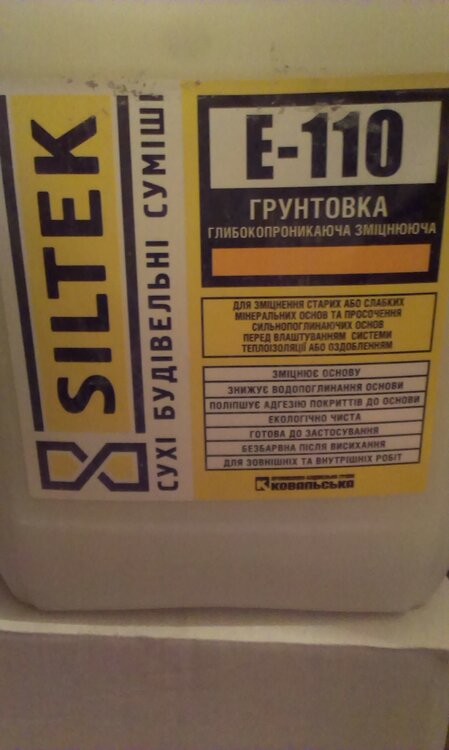 SILTEK
СУХІ БУДІВЕЛЬНІ СУМІШІ
E-110
ГРУНТОВКА
ГЛИБОКОПРОНИКАЮЧА ЗМІЦНЮЮЧА
ДЛЯ ЗМІЦНЕННЯ СТАРИХ АБО СЛАБКИХ
МІНЕРАЛЬНИХ ОСНОВ ТА ПРОСОЧЕННЯ
СИЛЬНОПОГЛИНАЮЧИХ ОСНОВ
ПЕРЕД ВЛАШТУВАННЯМ СИСТЕМИ
ТЕПЛОІЗОЛЯЦІЇ АБО ОЗДОБЛЕННЯМ
ЗМІЦНЮЄ ОСНОВУ
ЗНИЖУЄ ВОДОПОГЛИНАННЯ ОСНОВИ
ПОЛІПШУЄ АДГЕЗІЮ ПОКРИТТІВ ДО ОСНОВИ
ЕКОЛОГІЧНО ЧИСТА
ГОТОВА ДО ЗАСТОСУВАННЯ
БЕЗБАРВНА ПІСЛЯ ВИСИХАННЯ
ДЛЯ ЗОВНІШНІХ ТА ВНУТРІШНІХ РОБІТ
КОВАЛЬСЬКА